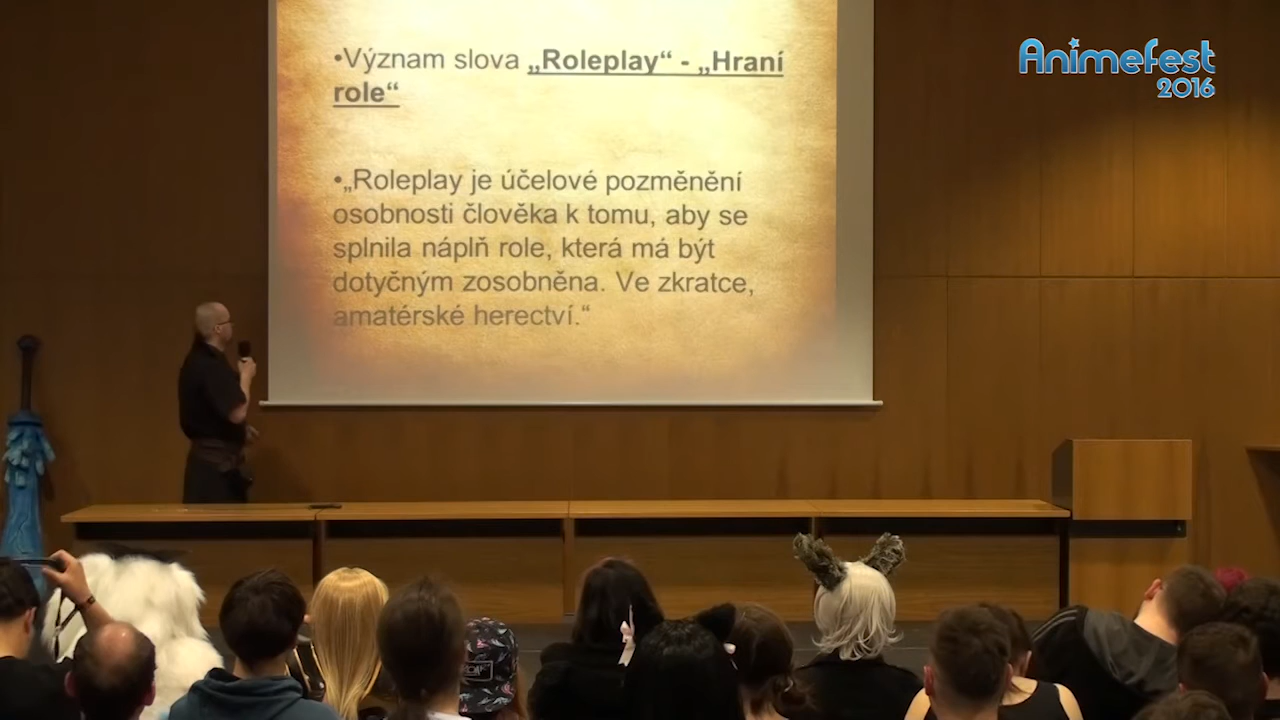 •Význam slova „Roleplay“ - „Hraní
role“
•„Roleplay je účelové pozměnění
osobnosti člověka k tomu, aby se
splnila náplň role, která má být
dotyčným zosobněna. Ve zkratce,
amatérské herectví.“
Animefest
2016